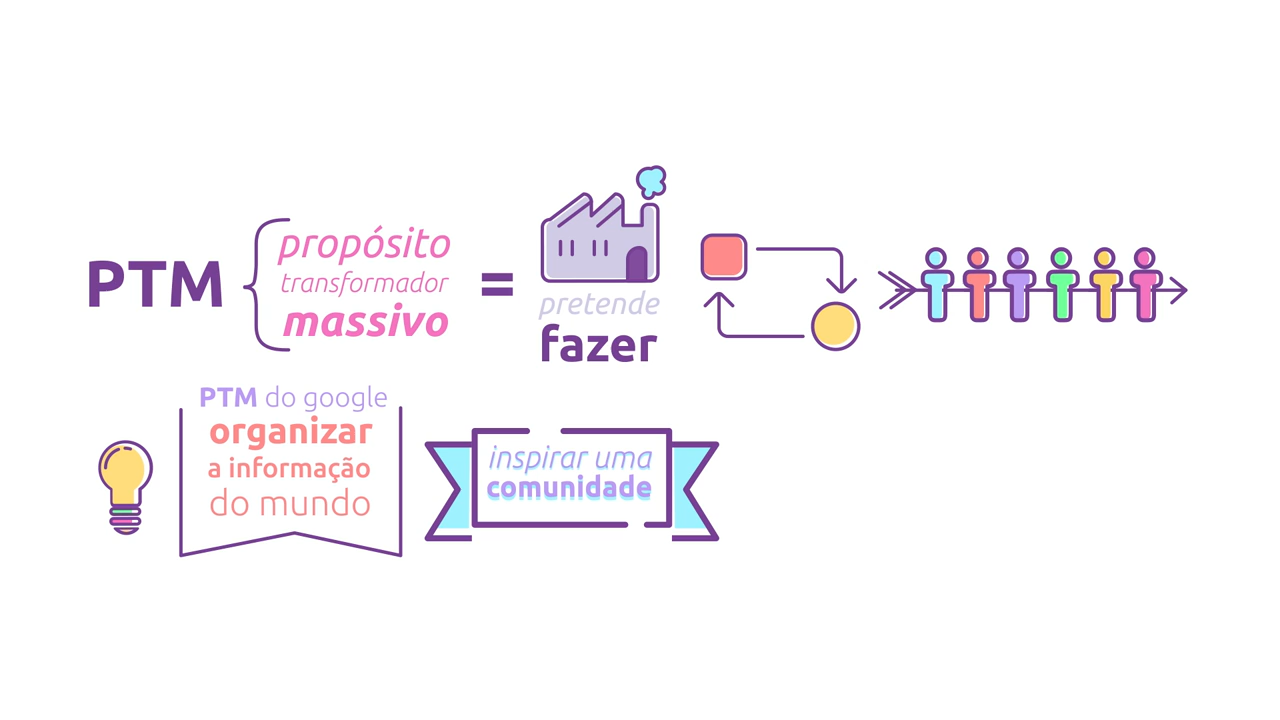 PTM
propósito
transformador
massivo
=
pretende
fazer
PTM do google
organizar
a informação
do mundo
inspirar uma
comunidade